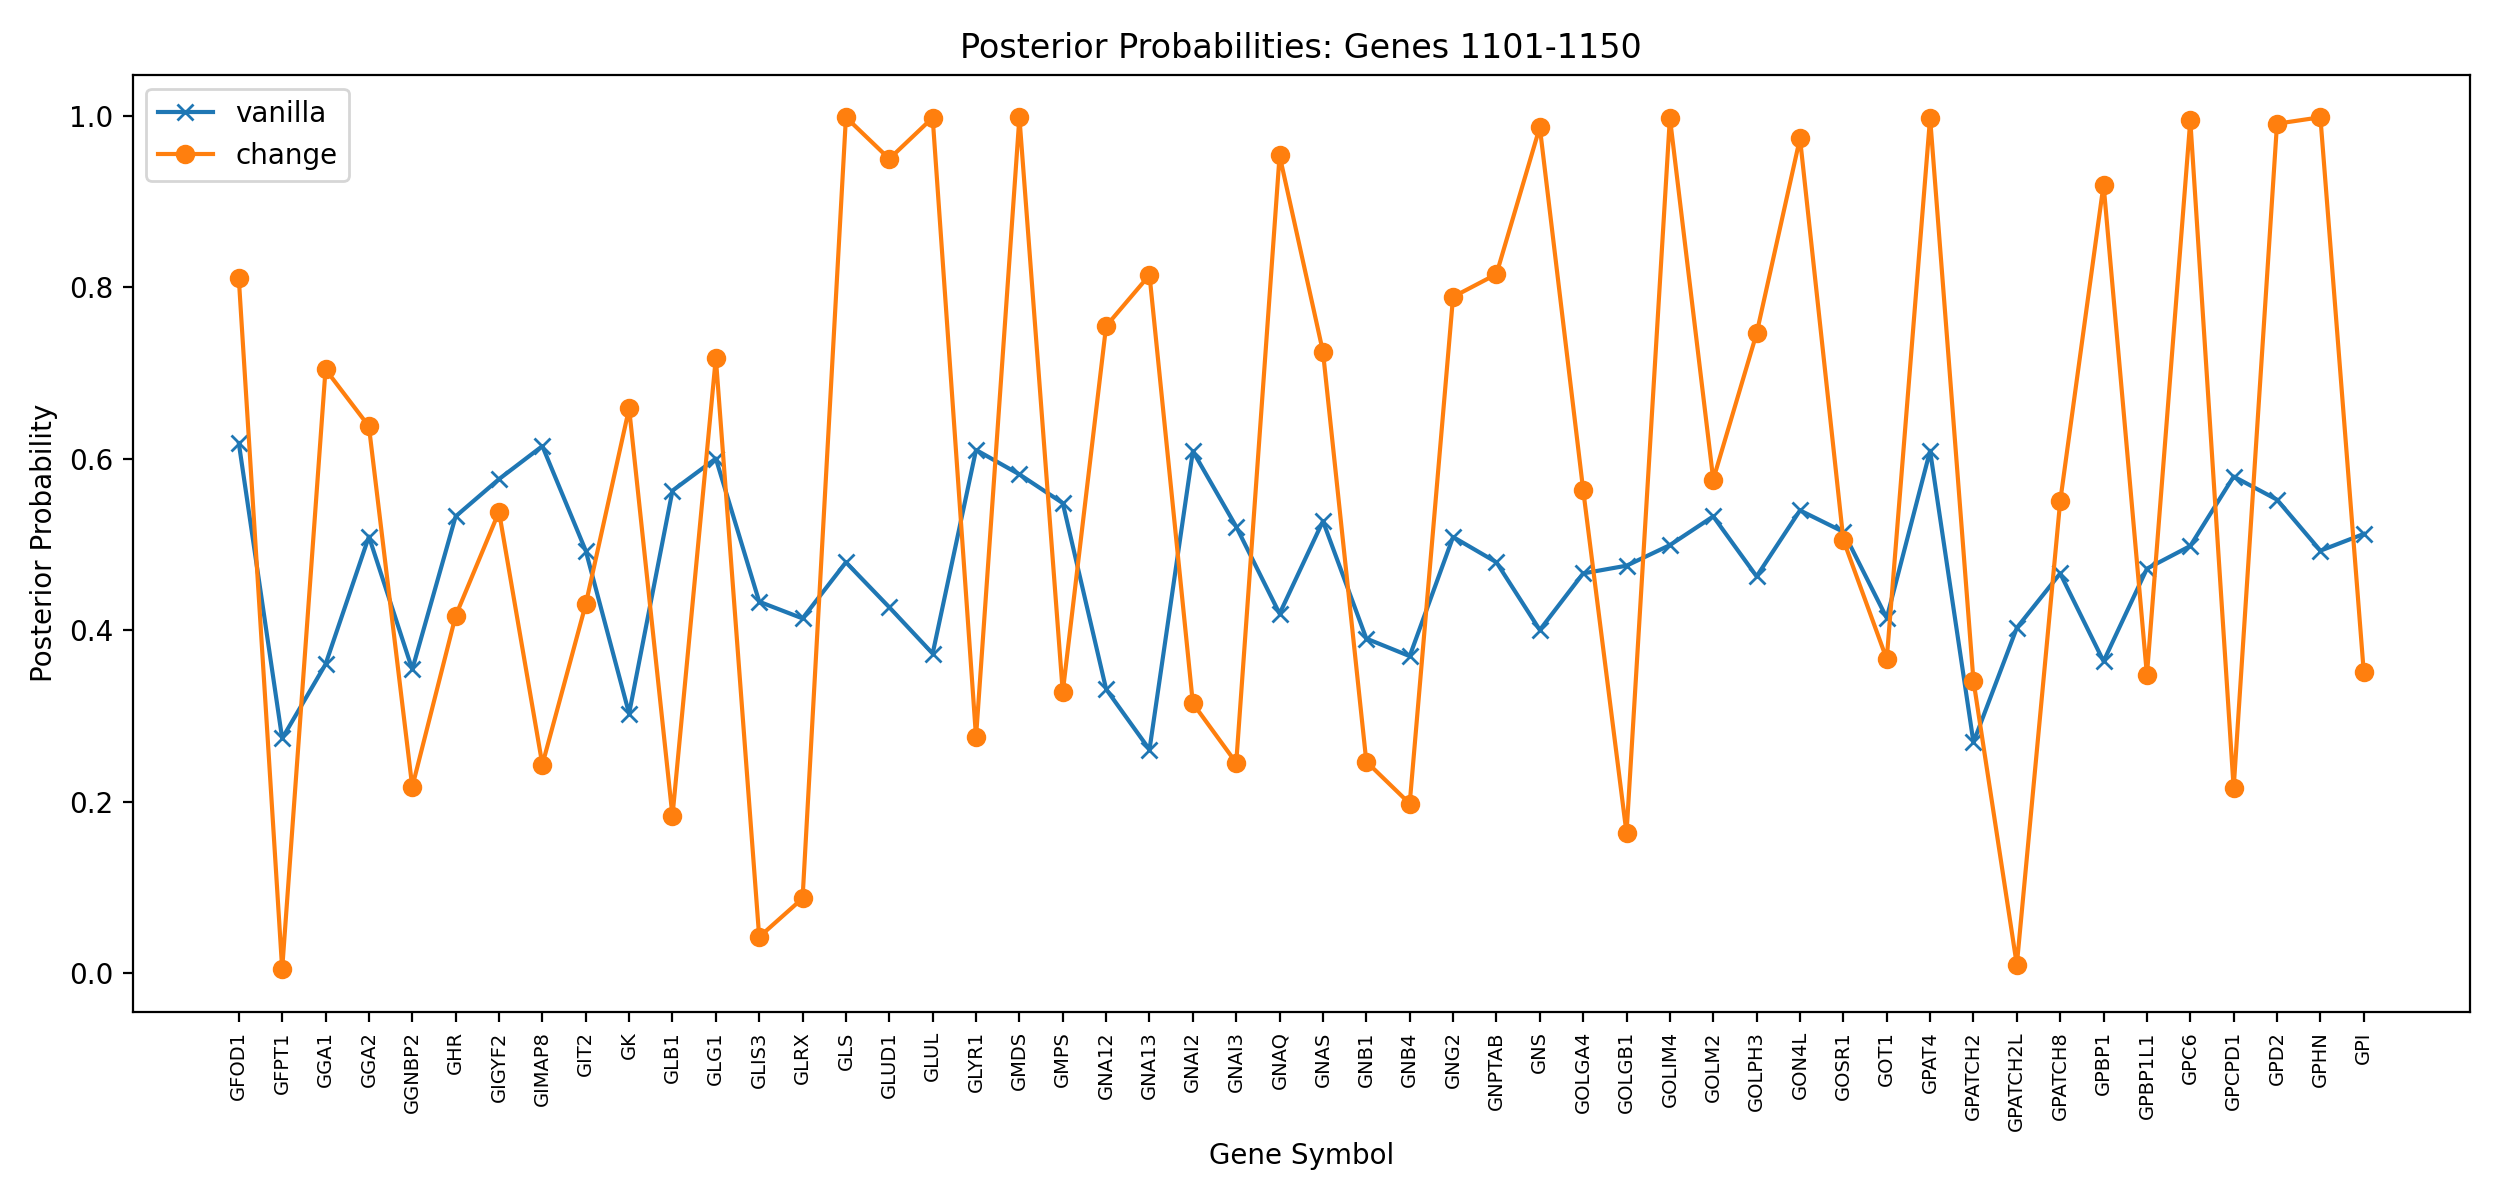 Posterior Probabilities: Genes 1101-1150
vanilla
change
Posterior Probability
1.0
0.8
0.6
0.4
0.2
0.0
GFOD1
GFPT1
GGA1
GGA2
GGNBP2
GHR
GIGYF2
GIMAP8
GIT2
GK
GLB1
GLG1
GLIS3
GLRX
GLS
GLUD1
GLUL
GLYR1
GMDS
GMPS
GNA12
GNA13
GNAI2
GNAI3
GNAQ
GNAS
GNB1
GNB4
GNG2
GNPTAB
GNS
GOLGA4
GOLGB1
GOLIM4
GOLM2
GOLPH3
GON4L
GOSR1
GOT1
GPAT4
GPATCH2
GPATCH2L
GPATCH8
GPBP1
GPBP1L1
GPC6
GPCPD1
GPD2
GPHN
GPI
Gene Symbol